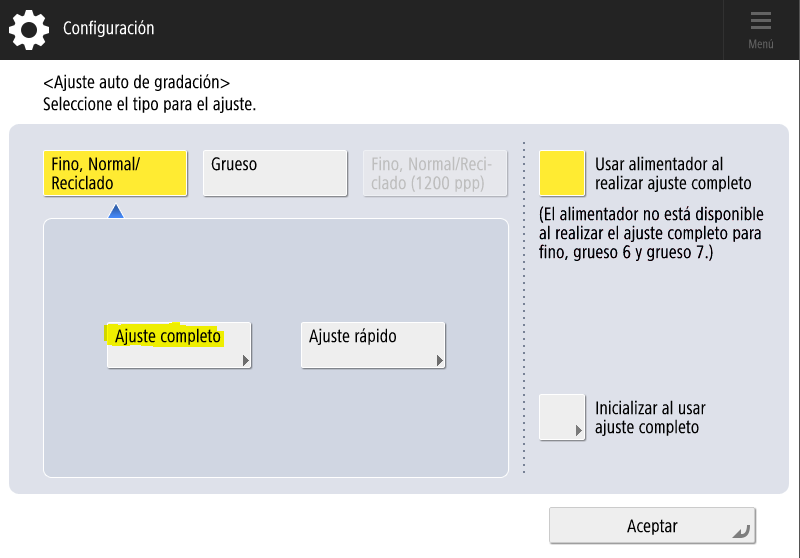 Configuración
Menú
<Ajuste auto de gradación>
Seleccione el tipo para el ajuste.
Fino, Normal/
Reciclado
Grueso
Fino, Normal/Reci-
clado (1200 ppp)
Ajuste completo
Ajuste rápido
Usar alimentador al
realizar ajuste completo
(El alimentador no está disponible
al realizar el ajuste completo para
fino, grueso 6 y grueso 7.)
Inicializar al usar
ajuste completo
Aceptar